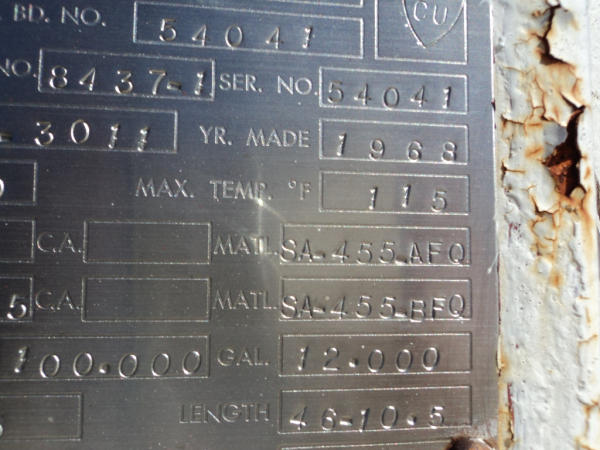 BD. NO. 54041
CU
NO. 8437-1 SER. NO. 54041
-3011 YR. MADE 1968
MAX. TEMP. °F 115
C.A. MATL. SA-455-AFQ
5 C.A. MATL. SA-455-BFQ
100.000 GAL. 12.000
LENGTH 46-10.5